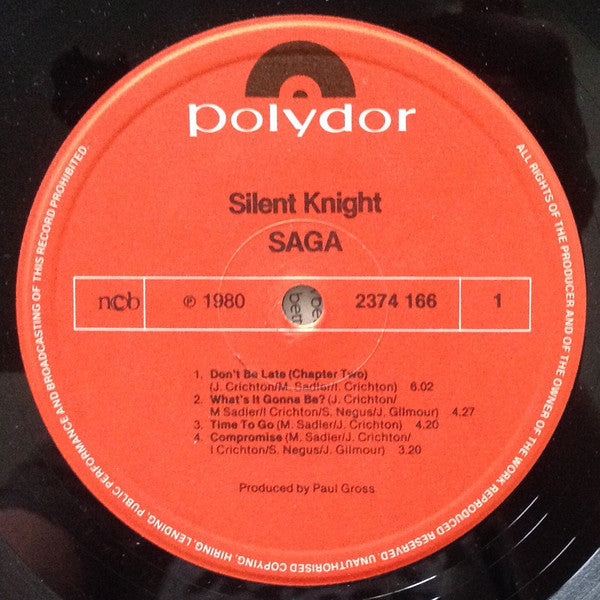 polydor
Silent Knight
SAGA
ncb ℗ 1980 2374 166 1
1. Don't Be Late (Chapter Two)
(J. Crichton/M. Sadler/I. Crichton) 6.02
2. What's It Gonna Be? (J. Crichton/
M Sadler/I Crichton/S. Negus/J. Gilmour) 4.27
3. Time To Go (M. Sadler/J. Crichton) 4.20
4. Compromise (M. Sadler/J. Crichton/
I Crichton/S. Negus/J. Gilmour) 3.20
Produced by Paul Gross
ALL RIGHTS OF THE PRODUCER AND OF THE OWNER OF THE WORK REPRODUCED RESERVED. UNAUTHORISED COPYING, HIRING, LENDING, PUBLIC PERFORMANCE AND BROADCASTING OF THIS RECORD PROHIBITED.